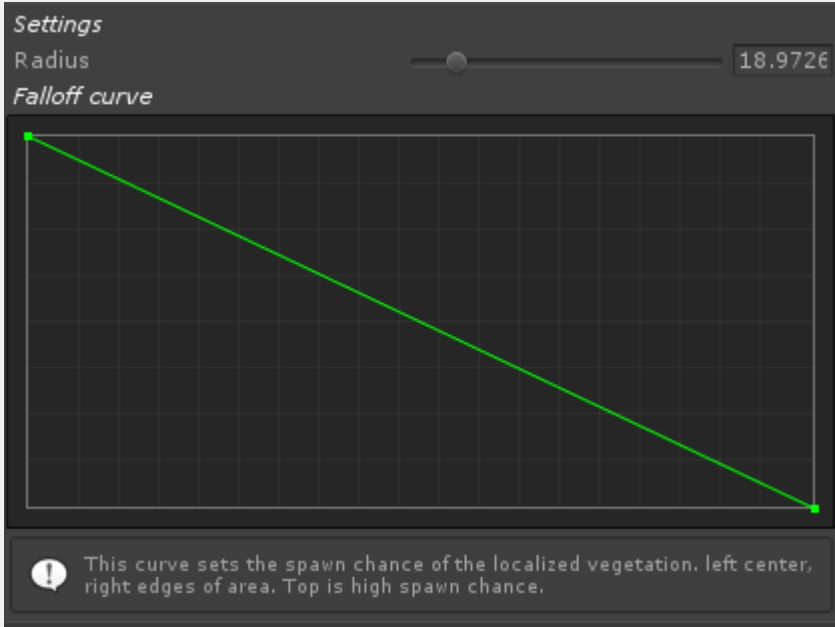 Settings
Radius 18.9726
Falloff curve
This curve sets the spawn chance of the localized vegetation. left center,
right edges of area. Top is high spawn chance.